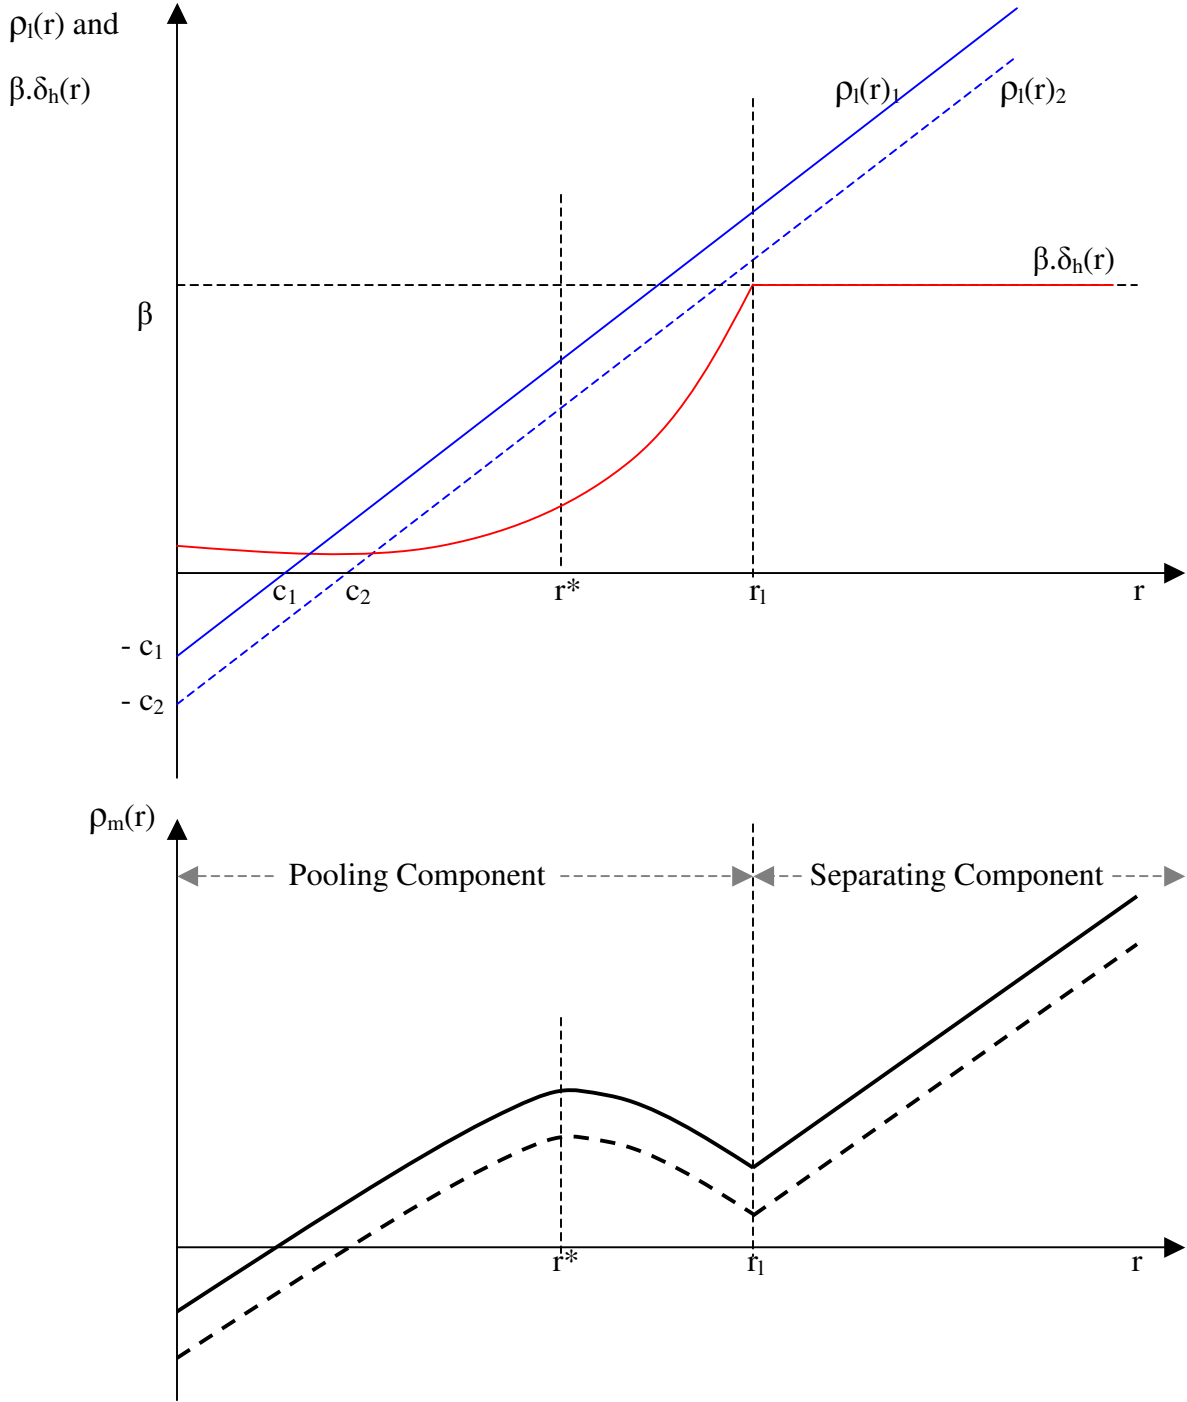 ρₗ(r) and
β.δₕ(r)
ρₗ(r)₁
ρₗ(r)₂
β.δₕ(r)
β
c₁
c₂
r*
rₗ
r
- c₁
- c₂
ρₘ(r)
Pooling Component
Separating Component
r*
rₗ
r